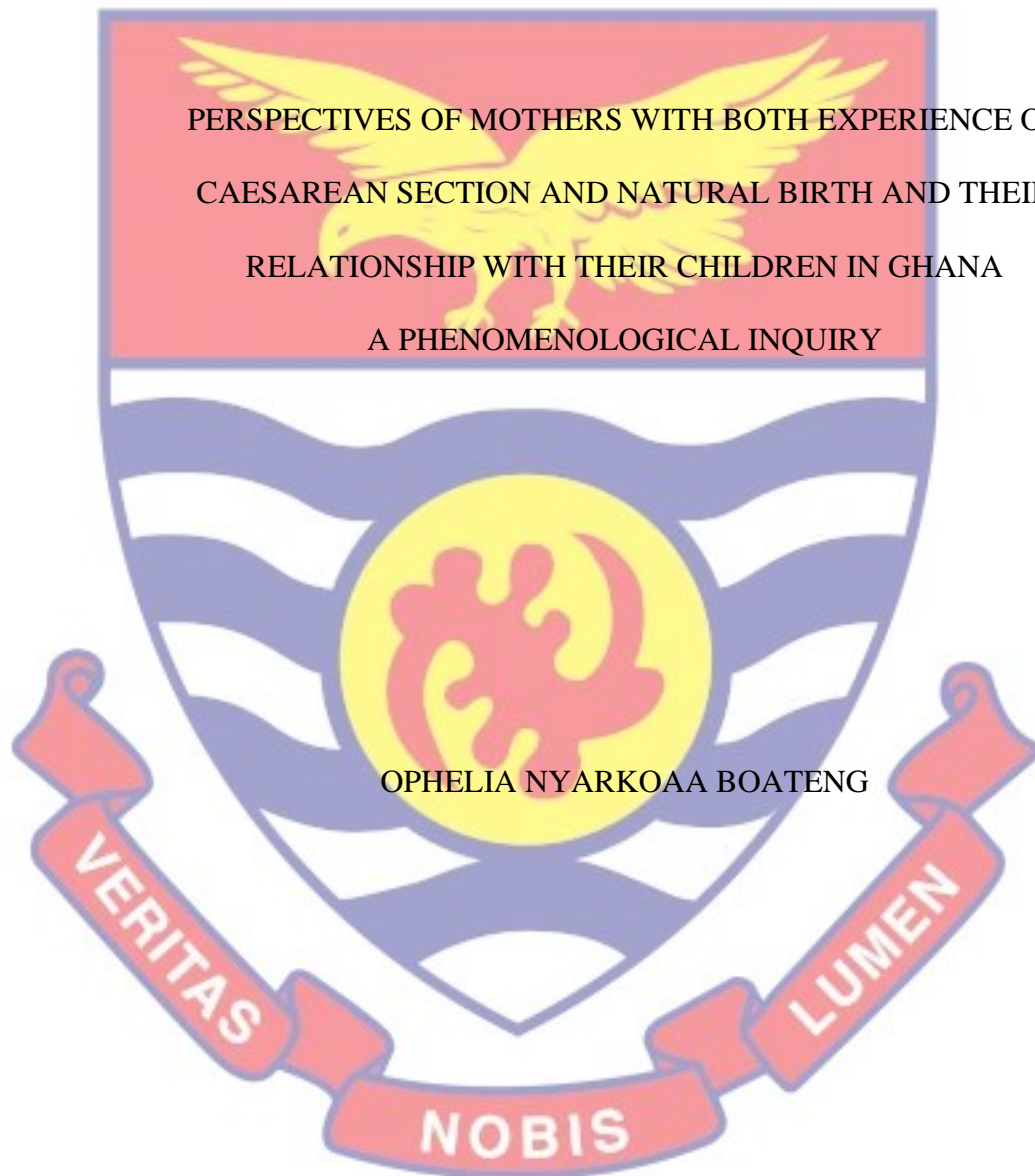 PERSPECTIVES OF MOTHERS WITH BOTH EXPERIENCE O
CAESAREAN SECTION AND NATURAL BIRTH AND THEIR
RELATIONSHIP WITH THEIR CHILDREN IN GHANA
A PHENOMENOLOGICAL INQUIRY
OPHELIA NYARKOAA BOATENG
VERITAS
NOBIS
LUMEN